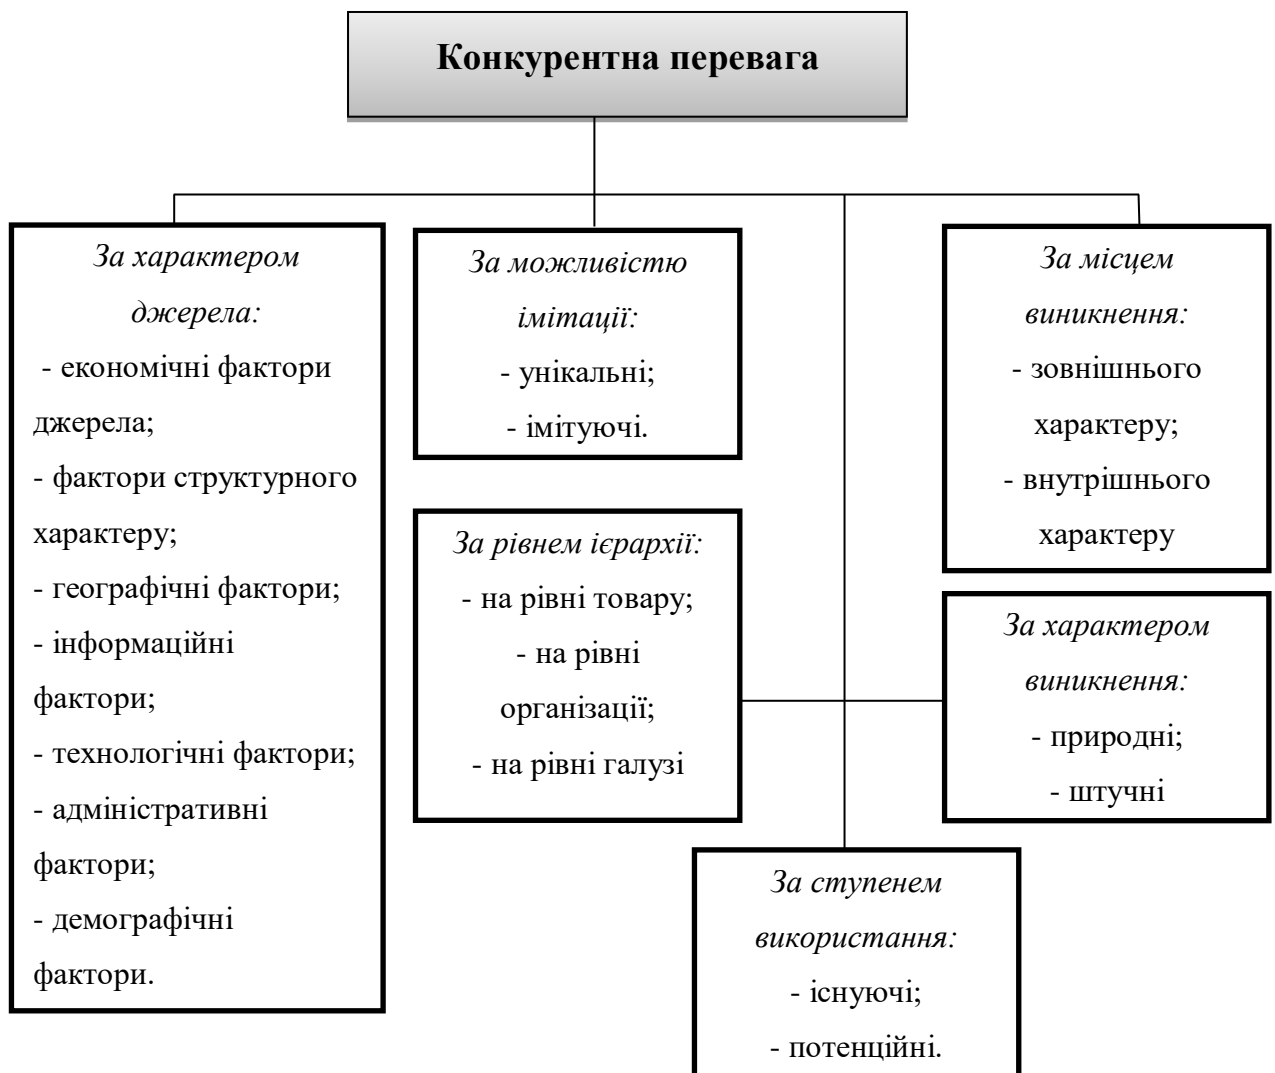 Конкурентна перевага
За характером
джерела:
- економічні фактори
джерела;
- фактори структурного
характеру;
- географічні фактори;
- інформаційні
фактори;
- технологічні фактори;
- адміністративні
фактори;
- демографічні
фактори.
За можливістю
імітації:
- унікальні;
- імітуючі.
За місцем
виникнення:
- зовнішнього
характеру;
- внутрішнього
характеру
За рівнем ієрархії:
- на рівні товару;
- на рівні
організації;
- на рівні галузі
За характером
виникнення:
- природні;
- штучні
За ступенем
використання:
- існуючі;
- потенційні.